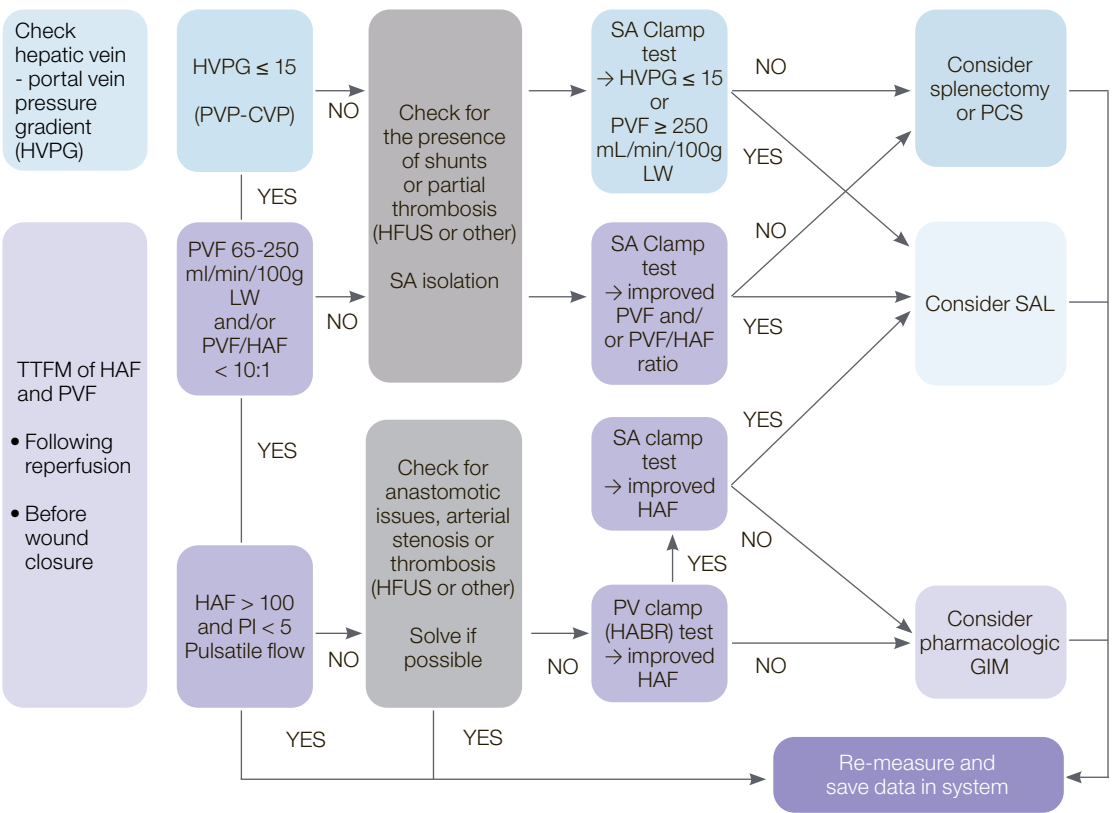 Check
hepatic vein
- portal vein
pressure
gradient
(HVPG)
HVPG ≤ 15
(PVP-CVP)
NO
YES
Check for
the presence
of shunts
or partial
thrombosis
(HFUS or other)
SA isolation
SA Clamp
test
→ HVPG ≤ 15
or
PVF ≥ 250
mL/min/100g
LW
NO
YES
Consider
splenectomy
or PCS
TTFM of HAF
and PVF
• Following
reperfusion
• Before
wound
closure
PVF 65-250
ml/min/100g
LW
and/or
PVF/HAF
< 10:1
NO
YES
SA Clamp
test
→ improved
PVF and/
or PVF/HAF
ratio
NO
YES
Consider SAL
HAF > 100
and PI < 5
Pulsatile flow
NO
YES
Check for
anastomotic
issues, arterial
stenosis or
thrombosis
(HFUS or other)
Solve if
possible
NO
YES
SA clamp
test
→ improved
HAF
YES
NO
YES
PV clamp
(HABR) test
→ improved
HAF
NO
Consider
pharmacologic
GIM
Re-measure and
save data in system